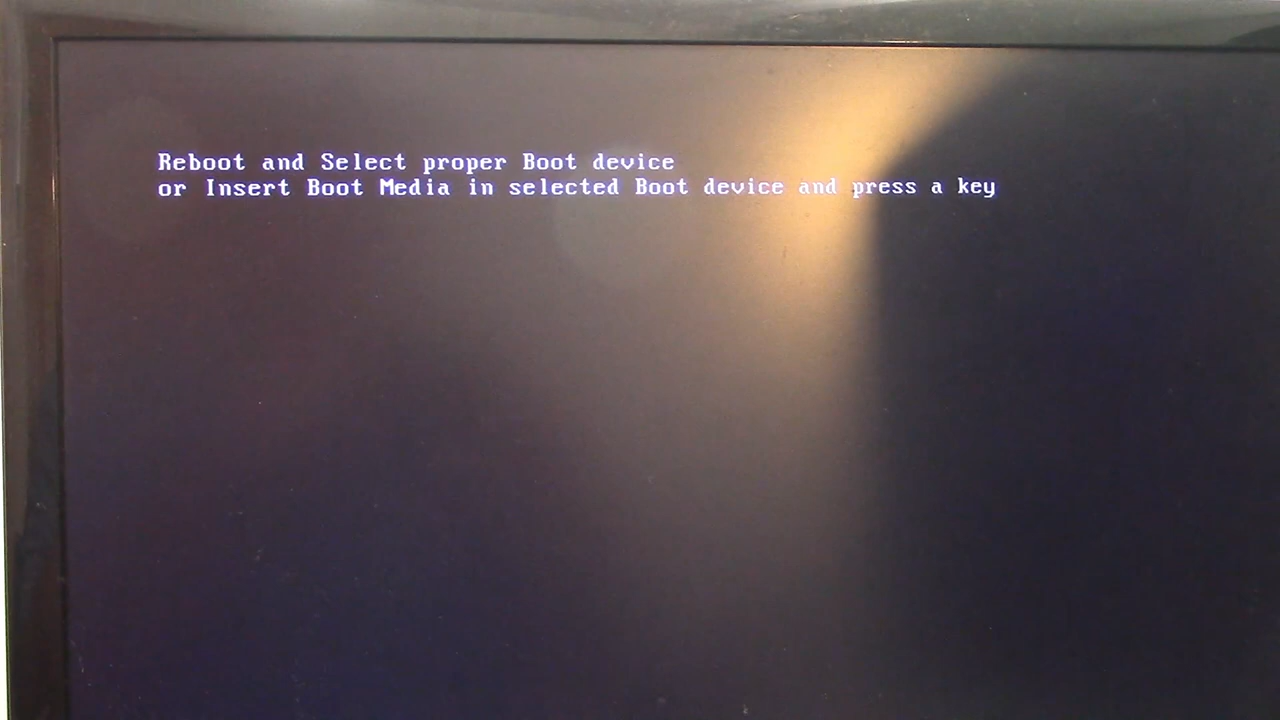 Reboot and Select proper Boot device
or Insert Boot Media in selected Boot device and press a key